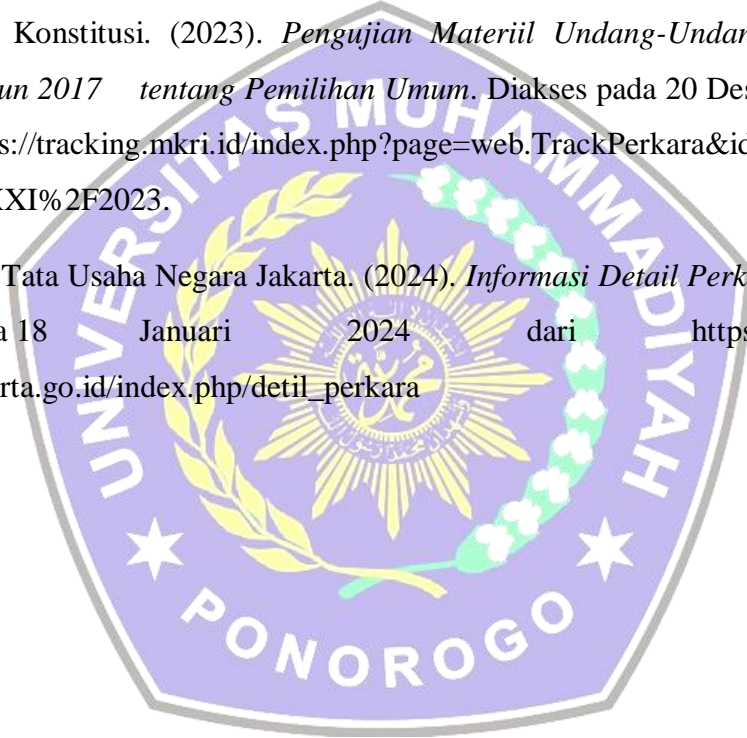 Konstitusi. (2023). Pengujian Materiil Undang-Undan
un 2017 tentang Pemilihan Umum. Diakses pada 20 Des
s://tracking.mkri.id/index.php?page=web.TrackPerkara&id
XXI%2F2023.
Tata Usaha Negara Jakarta. (2024). Informasi Detail Perk
a 18 Januari 2024 dari https
rta.go.id/index.php/detil_perkara
UNIVERSITAS MUHAMMADIYAH
PONOROGO